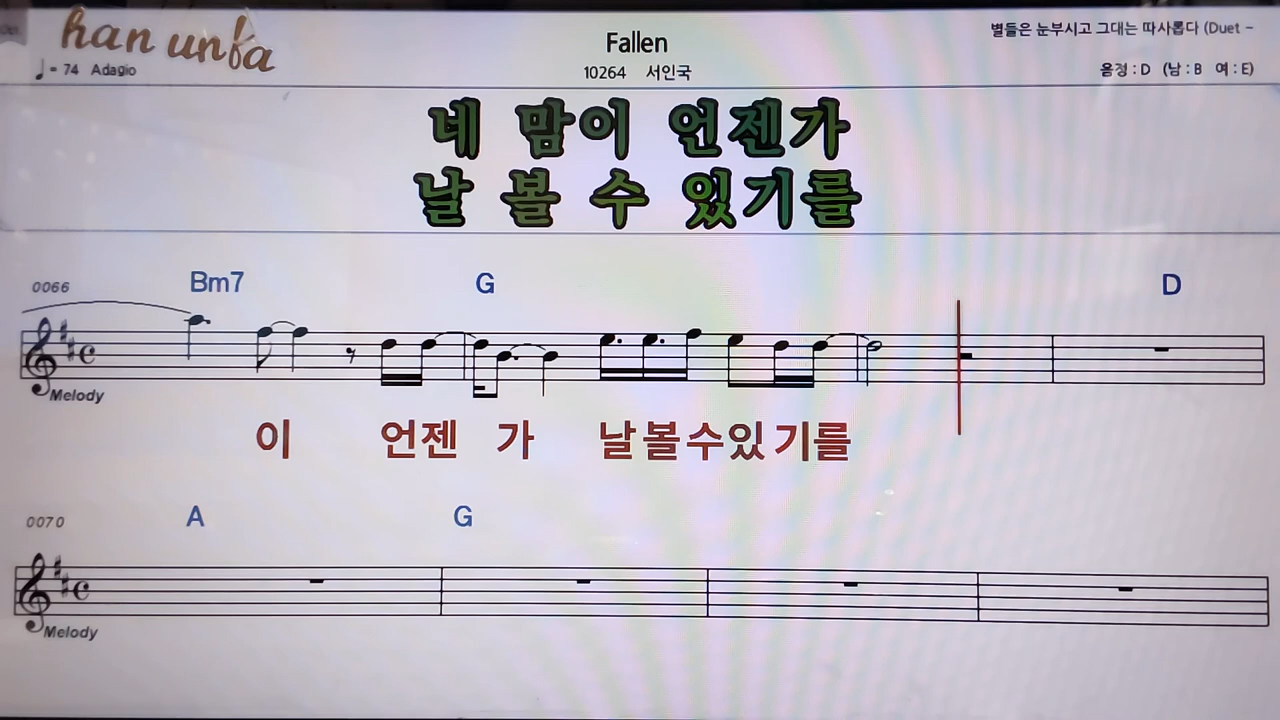 han unba
Fallen
별들은 눈부시고 그대는 따사롭다 (Duet -
♩= 74 Adagio
10264 서인국
음정 : D (남 : B 여 : E)
네 맘이 언젠가
날 볼 수 있기를
0066 Bm7 G D
Melody
이 언젠 가 날볼수있기를
0070 A G
Melody